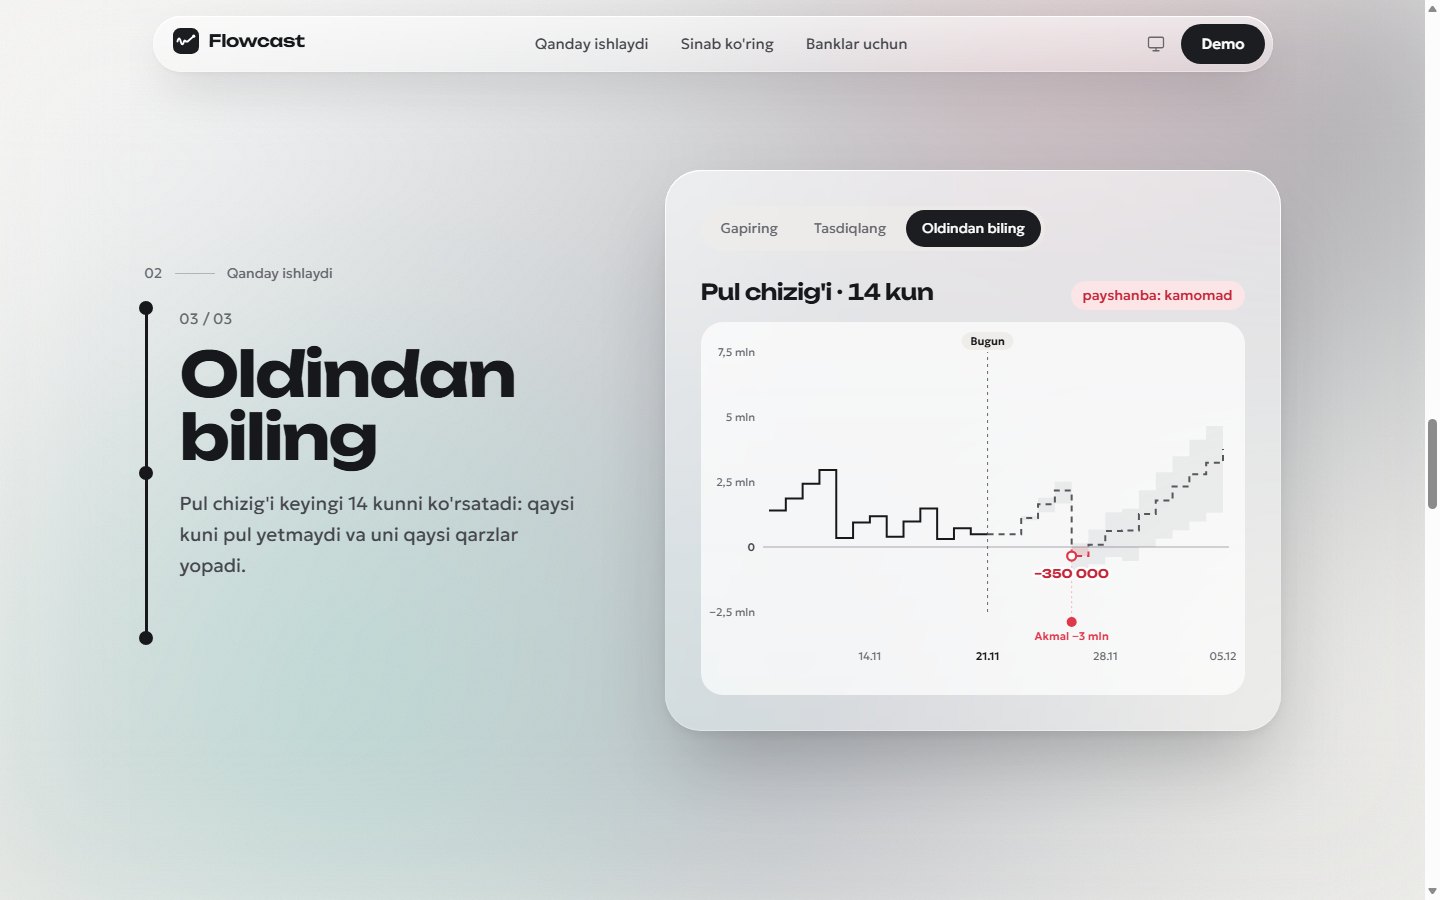 Flowcast
Qanday ishlaydi
Sinab ko'ring
Banklar uchun
Demo
02
Qanday ishlaydi
03 / 03
Oldindan
biling
Pul chizig'i keyingi 14 kunni ko'rsatadi: qaysi
kuni pul yetmaydi va uni qaysi qarzlar
yopadi.
Gapiring
Tasdiqlang
Oldindan biling
Pul chizig'i · 14 kun
payshanba: kamomad
Bugun
7,5 mln
5 mln
2,5 mln
0
−2,5 mln
−350 000
Akmal −3 mln
14.11
21.11
28.11
05.12